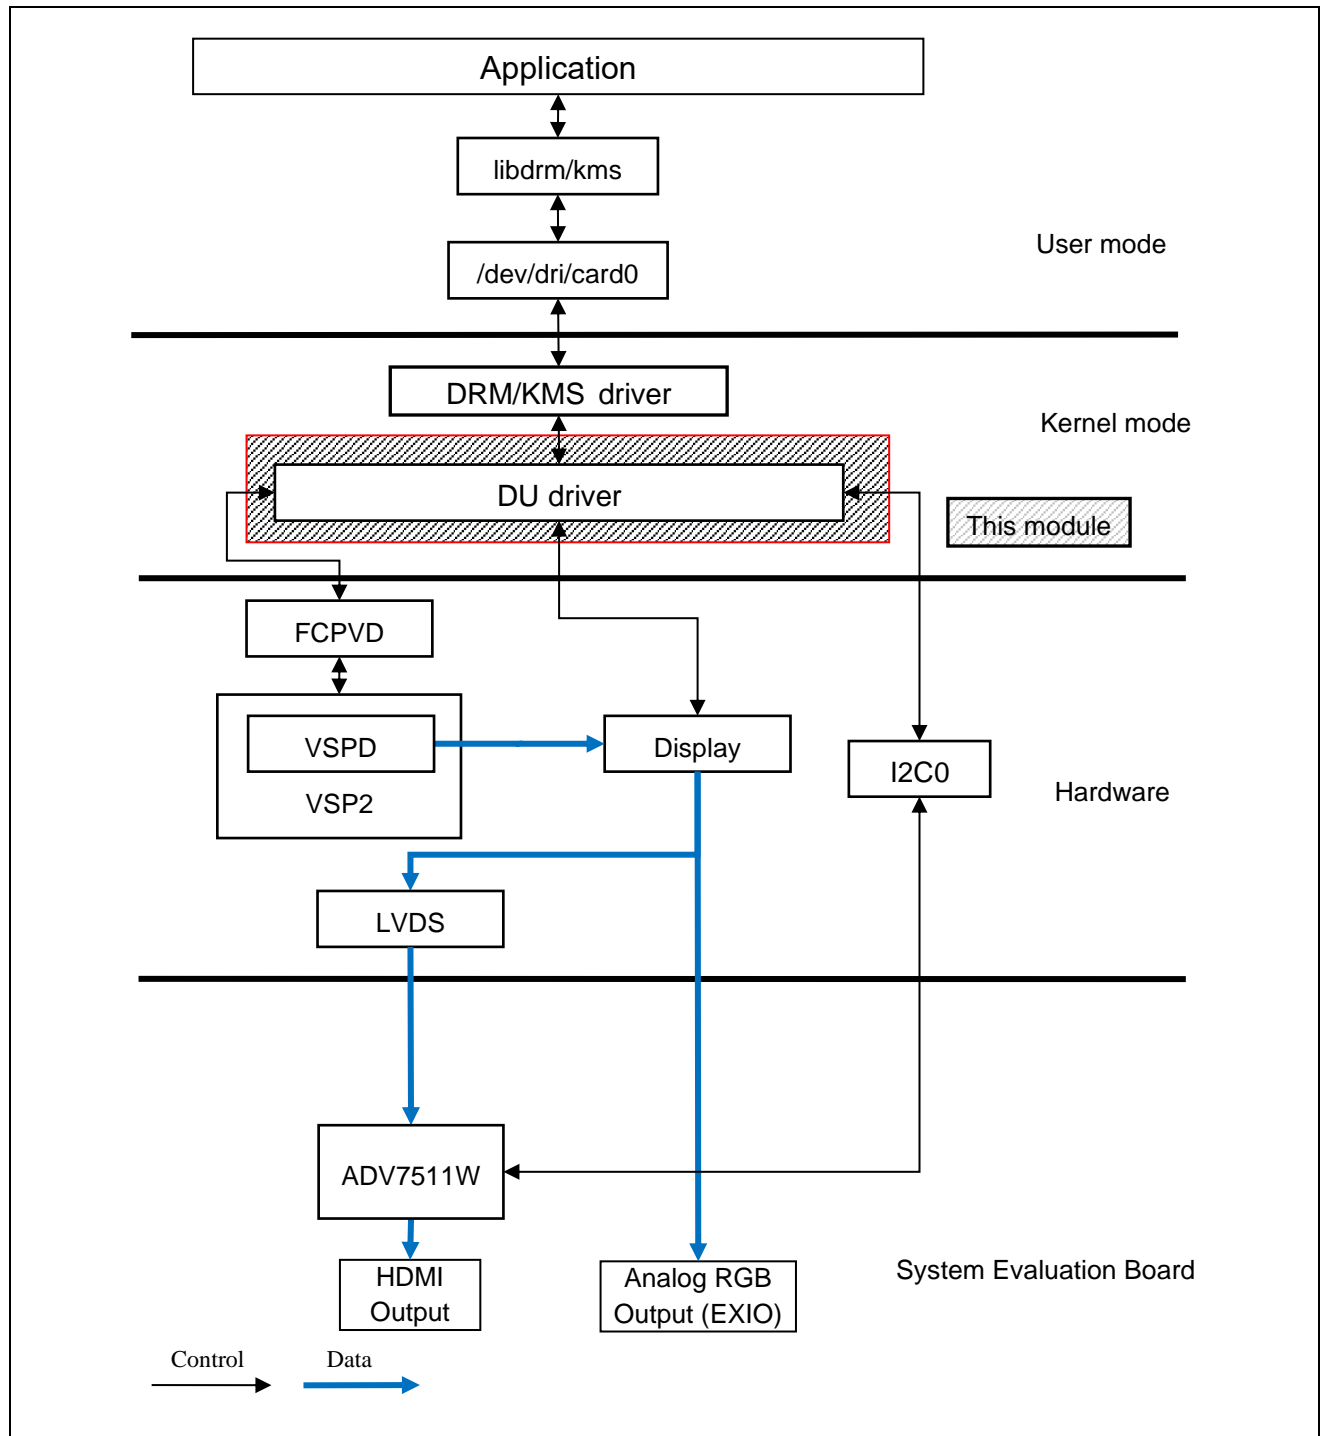 Application
libdrm/kms
/dev/dri/card0
User mode
DRM/KMS driver
Kernel mode
DU driver
This module
FCPVD
VSPD
VSP2
Display
I2C0
Hardware
LVDS
ADV7511W
HDMI
Output
Analog RGB
Output (EXIO)
System Evaluation Board
Control
Data